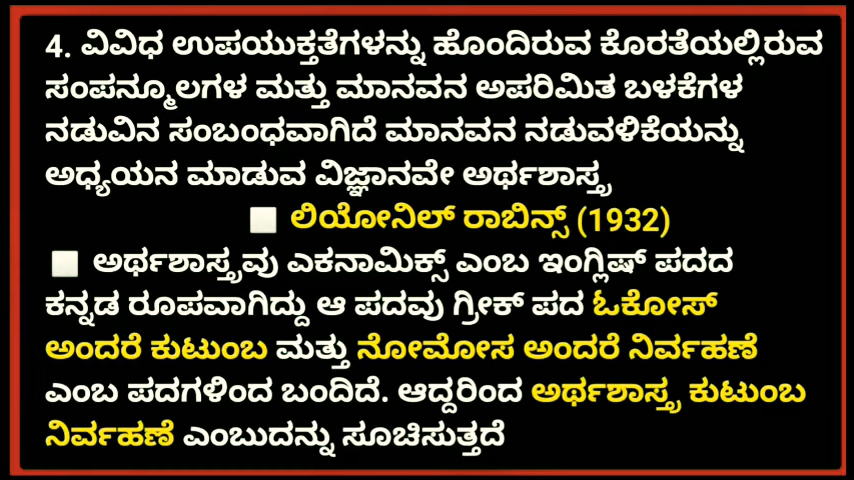 4. ವಿವಿಧ ಉಪಯುಕ್ತತೆಗಳನ್ನು ಹೊಂದಿರುವ ಕೊರತೆಯಲ್ಲಿರುವ
ಸಂಪನ್ಮೂಲಗಳ ಮತ್ತು ಮಾನವನ ಅಪರಿಮಿತ ಬಳಕೆಗಳ
ನಡುವಿನ ಸಂಬಂಧವಾಗಿದೆ ಮಾನವನ ನಡುವಳಿಕೆಯನ್ನು
ಅಧ್ಯಯನ ಮಾಡುವ ವಿಜ್ಞಾನವೇ ಅರ್ಥಶಾಸ್ತ್ರ
ಲಿಯೋನಿಲ್ ರಾಬಿನ್ಸ್ (1932)
ಅರ್ಥಶಾಸ್ತ್ರವು ಎಕನಾಮಿಕ್ಸ್ ಎಂಬ ಇಂಗ್ಲಿಷ್ ಪದದ
ಕನ್ನಡ ರೂಪವಾಗಿದ್ದು ಆ ಪದವು ಗ್ರೀಕ್ ಪದ ಓಕೋಸ್
ಅಂದರೆ ಕುಟುಂಬ ಮತ್ತು ನೋಮೋಸ ಅಂದರೆ ನಿರ್ವಹಣೆ
ಎಂಬ ಪದಗಳಿಂದ ಬಂದಿದೆ. ಆದ್ದರಿಂದ ಅರ್ಥಶಾಸ್ತ್ರ ಕುಟುಂಬ
ನಿರ್ವಹಣೆ ಎಂಬುದನ್ನು ಸೂಚಿಸುತ್ತದೆ